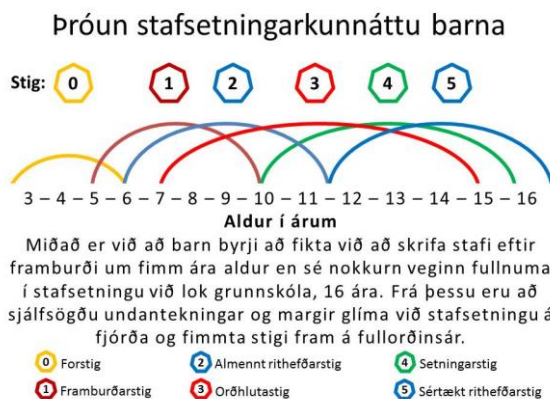 Þróun stafsetningarkunnáttu barna
Stig: 0 1 2 3 4 5
3 – 4 – 5 – 6 – 7 – 8 – 9 – 10 – 11 – 12 – 13 – 14 – 15 – 16
Aldur í árum
Miðað er við að barn byrji að fikta við að skrifa stafi eftir
framburði um fimm ára aldur en sé nokkurn veginn fullnuma
í stafsetningu við lok grunnskóla, 16 ára. Frá þessu eru að
sjálfsögðu undantekningar og margir glíma við stafsetningu á
fjórða og fimmta stigi fram á fullorðinsár.
0 Forstig 2 Almennt rithefðarstig 4 Setningarstig
1 Framburðarstig 3 Orðhlutastig 5 Sértækt rithefðarstig